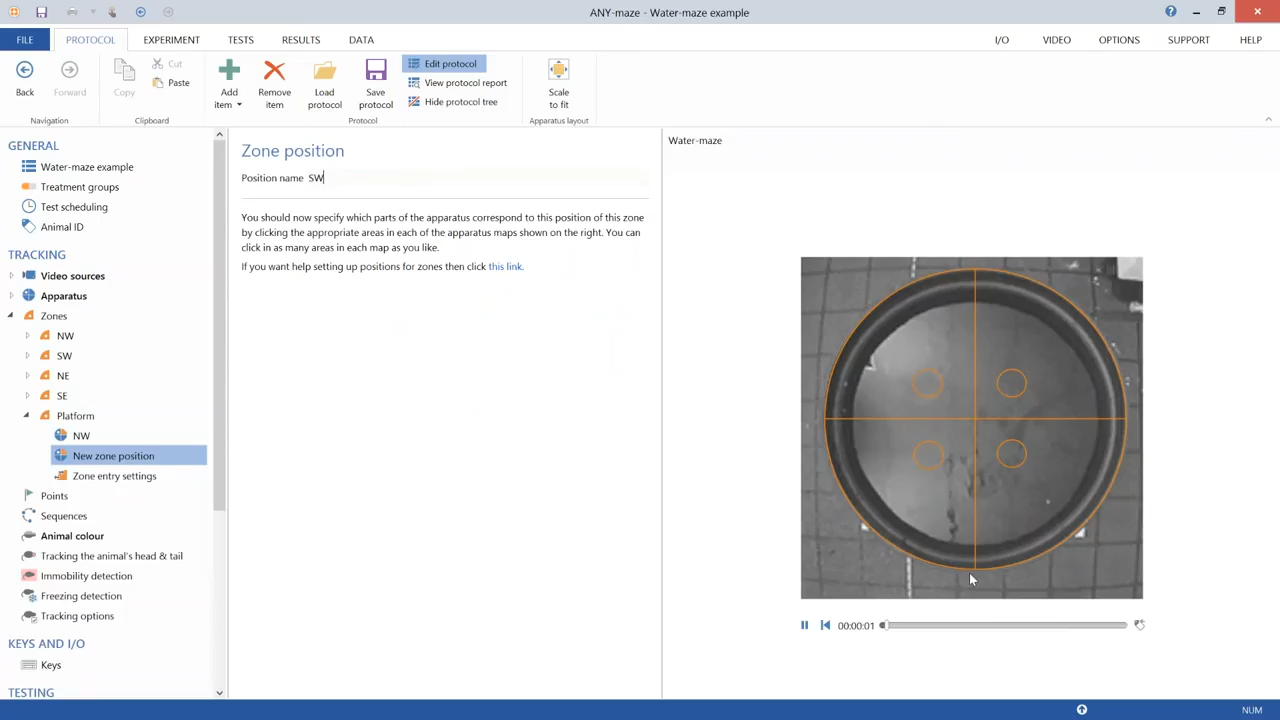 ANY-maze - Water-maze example
FILE PROTOCOL EXPERIMENT TESTS RESULTS DATA I/O VIDEO OPTIONS SUPPORT HELP
Back Forward Copy Cut Paste Add item Remove item Load protocol Save protocol Edit protocol View protocol report Hide protocol tree Scale to fit
Navigation Clipboard Protocol Apparatus layout
GENERAL
Water-maze example
Treatment groups
Test scheduling
Animal ID
TRACKING
Video sources
Apparatus
Zones
NW
SW
NE
SE
Platform
NW
New zone position
Zone entry settings
Points
Sequences
Animal colour
Tracking the animal's head & tail
Immobility detection
Freezing detection
Tracking options
KEYS AND I/O
Keys
TESTING
Zone position
Position name SW
You should now specify which parts of the apparatus correspond to this position of this zone
by clicking the appropriate areas in each of the apparatus maps shown on the right. You can
click in as many areas in each map as you like.
If you want help setting up positions for zones then click this link.
Water-maze
00:00:01
NUM